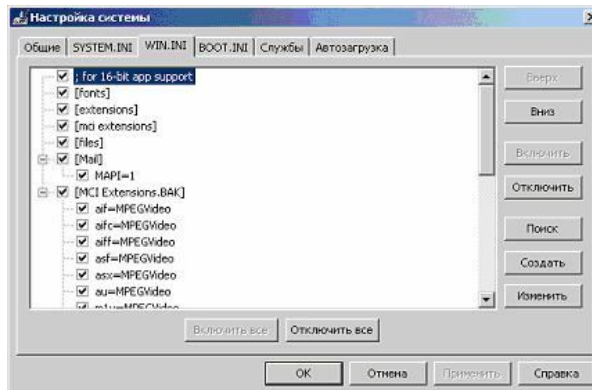 Настройка системы
Общие SYSTEM.INI WIN.INI BOOT.INI Службы Автозагрузка
; for 16-bit app support
[fonts]
[extensions]
[mci extensions]
[files]
[Mail]
MAPI=1
[MCI Extensions.BAK]
aif=MPEGVideo
aifc=MPEGVideo
aiff=MPEGVideo
asf=MPEGVideo
asx=MPEGVideo
au=MPEGVideo
m1v=MPEGVideo
Вверх
Вниз
Включить
Отключить
Поиск
Создать
Изменить
Включить все Отключить все
OK Отмена Применить Справка